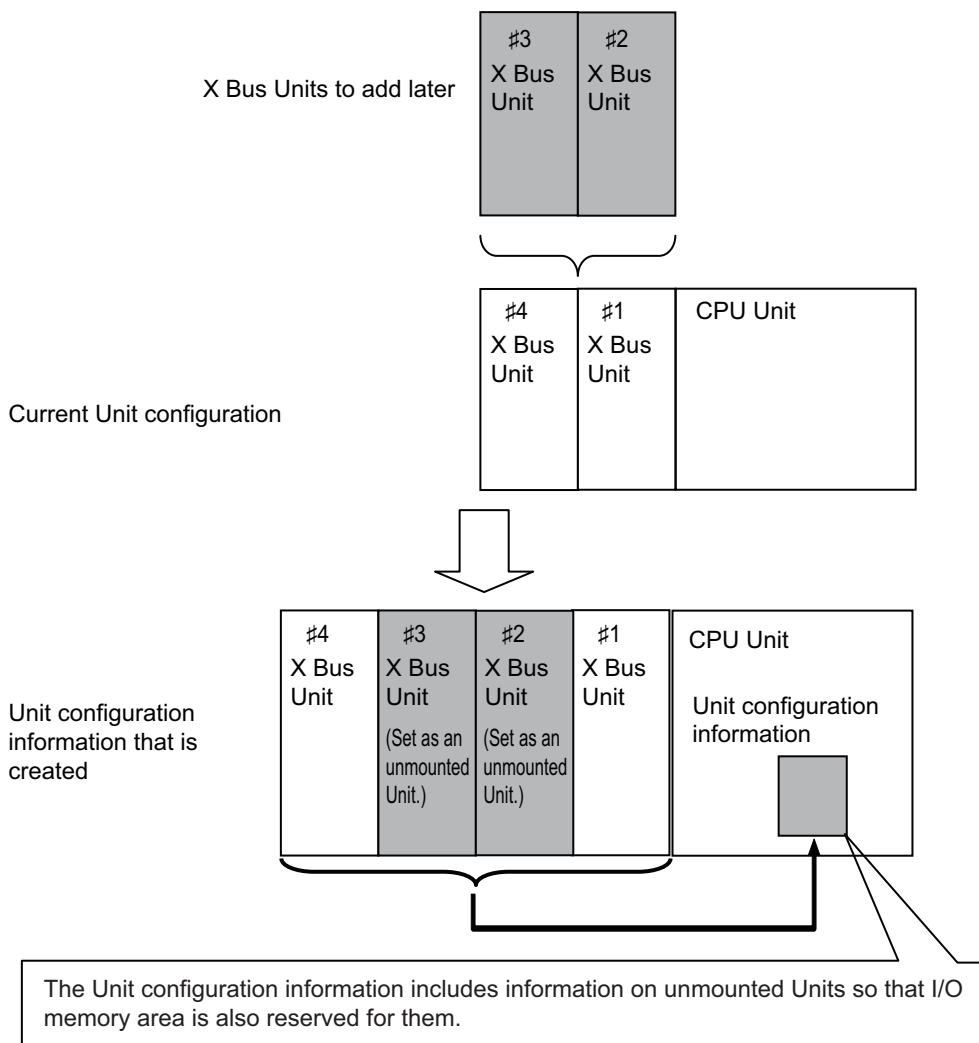 ♯3
X Bus
Unit
♯2
X Bus
Unit
X Bus Units to add later
♯4
X Bus
Unit
♯1
X Bus
Unit
CPU Unit
Current Unit configuration
♯4
X Bus
Unit
♯3
X Bus
Unit
(Set as an
unmounted
Unit.)
♯2
X Bus
Unit
(Set as an
unmounted
Unit.)
♯1
X Bus
Unit
CPU Unit
Unit configuration
information
Unit configuration
information that is
created
The Unit configuration information includes information on unmounted Units so that I/O
memory area is also reserved for them.